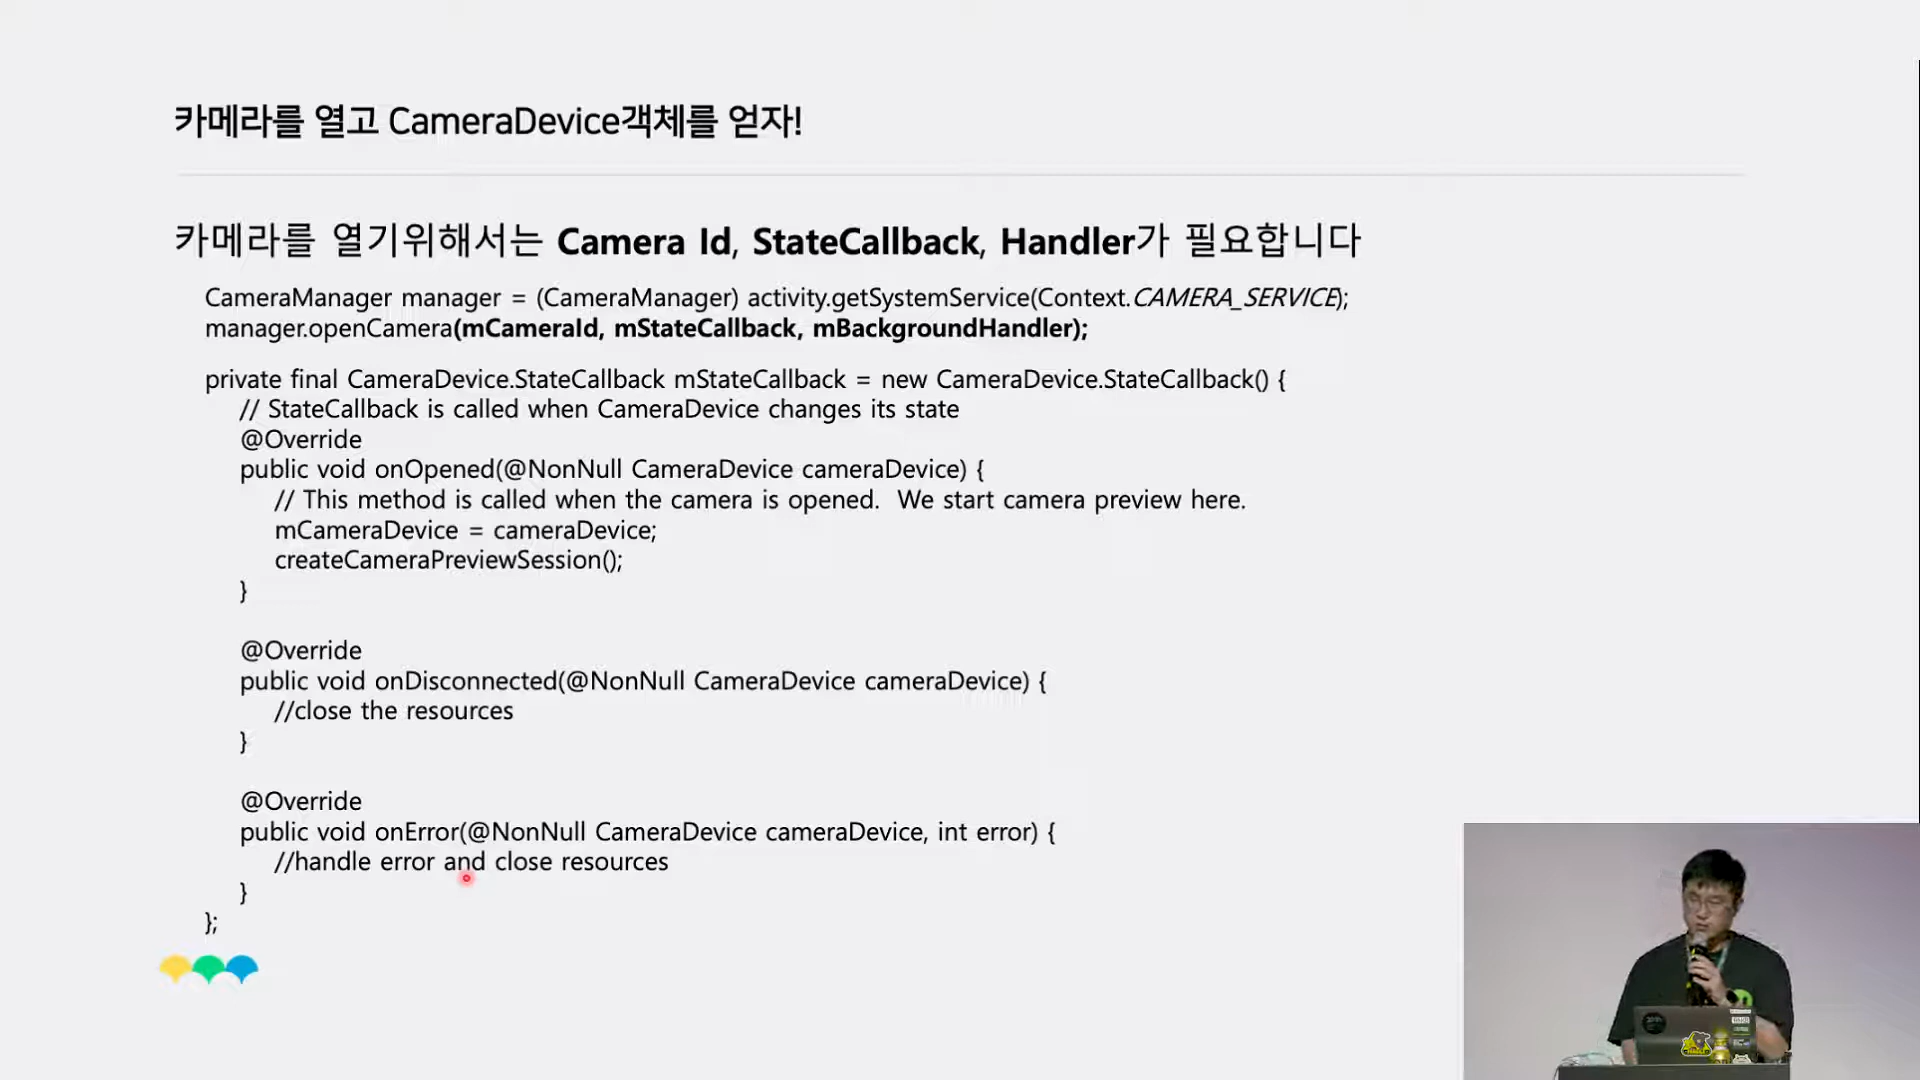 카메라를 열고 CameraDevice객체를 얻자!
카메라를 열기위해서는 Camera Id, StateCallback, Handler가 필요합니다
CameraManager manager = (CameraManager) activity.getSystemService(Context.CAMERA_SERVICE);
manager.openCamera(mCameraId, mStateCallback, mBackgroundHandler);
private final CameraDevice.StateCallback mStateCallback = new CameraDevice.StateCallback() {
// StateCallback is called when CameraDevice changes its state
@Override
public void onOpened(@NonNull CameraDevice cameraDevice) {
// This method is called when the camera is opened.  We start camera preview here.
mCameraDevice = cameraDevice;
createCameraPreviewSession();
}
@Override
public void onDisconnected(@NonNull CameraDevice cameraDevice) {
//close the resources
}
@Override
public void onError(@NonNull CameraDevice cameraDevice, int error) {
//handle error and close resources
}
};